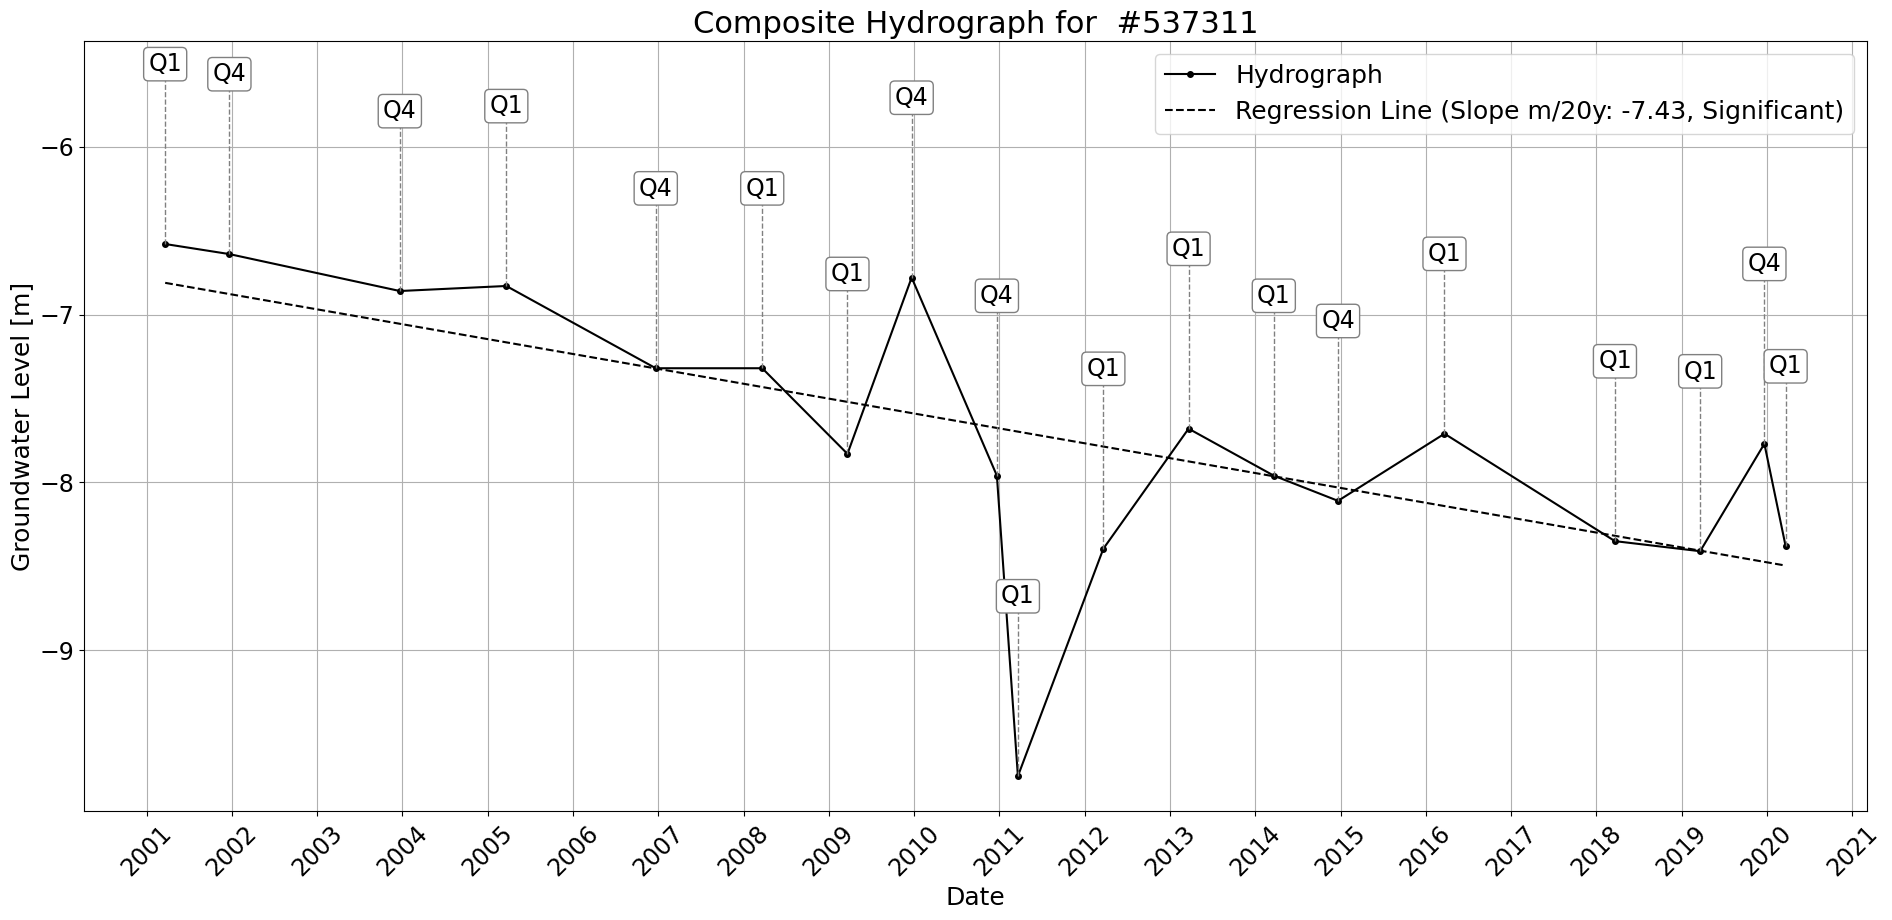 Composite Hydrograph for  #537311
Hydrograph
Regression Line (Slope m/20y: -7.43, Significant)
Q1
Q4
Q4
Q1
Q4
Q1
Q1
Q4
Q4
Q1
Q1
Q1
Q1
Q4
Q1
Q1
Q1
Q4
Q1
Groundwater Level [m]
−6
−7
−8
−9
2001
2002
2003
2004
2005
2006
2007
2008
2009
2010
2011
2012
2013
2014
2015
2016
2017
2018
2019
2020
2021
Date